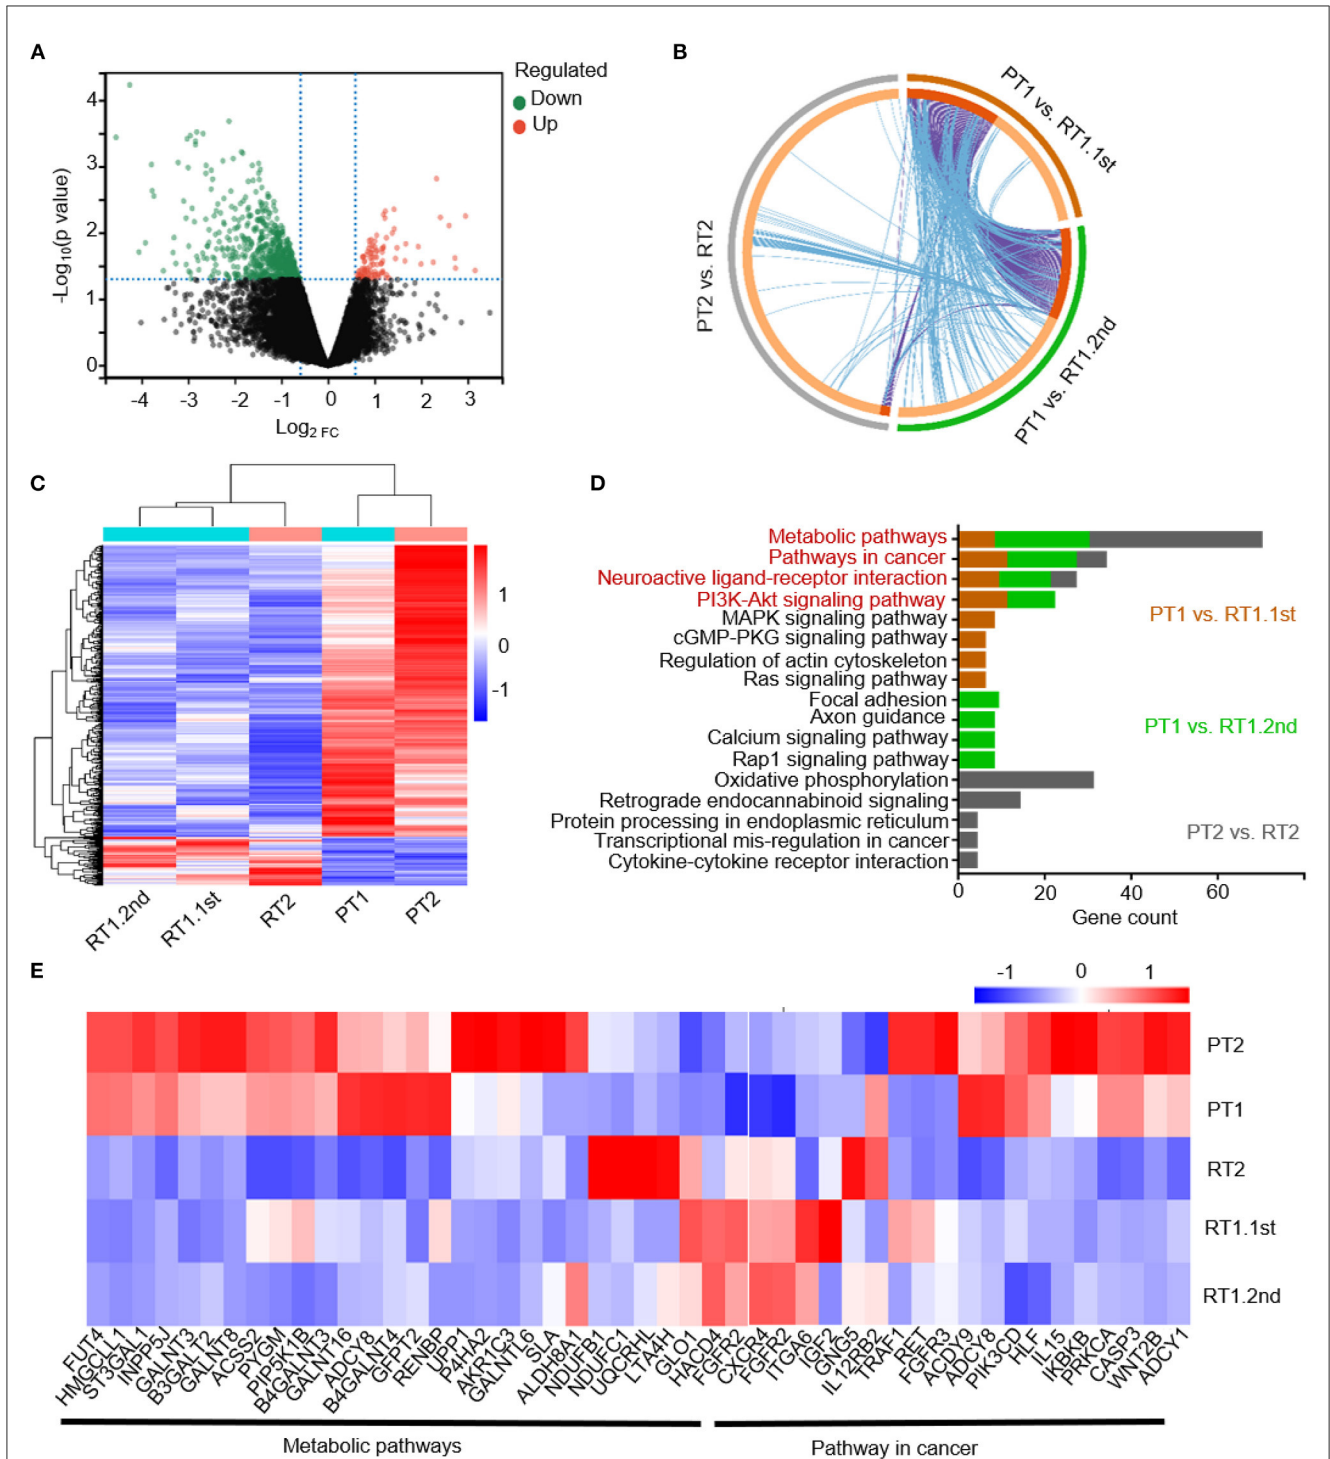 A
Regulated
Down
Up
-Log10(p value)
4
3
2
1
0
-4 -3 -2 -1 0 1 2 3
Log2 FC
B
PT1 vs. RT1.1st
PT1 vs. RT1.2nd
PT2 vs. RT2
C
1
0
-1
RT1.2nd RT1.1st RT2 PT1 PT2
D
Metabolic pathways
Pathways in cancer
Neuroactive ligand-receptor interaction
PI3K-Akt signaling pathway
MAPK signaling pathway
cGMP-PKG signaling pathway
Regulation of actin cytoskeleton
Ras signaling pathway
Focal adhesion
Axon guidance
Calcium signaling pathway
Rap1 signaling pathway
Oxidative phosphorylation
Retrograde endocannabinoid signaling
Protein processing in endoplasmic reticulum
Transcriptional mis-regulation in cancer
Cytokine-cytokine receptor interaction
PT1 vs. RT1.1st
PT1 vs. RT1.2nd
PT2 vs. RT2
0 20 40 60
Gene count
E
-1 0 1
PT2
PT1
RT2
RT1.1st
RT1.2nd
FUT4
HMGCLL1
ST3GAL1
INPP5J
GALNT3
B3GALT2
GALNT8
ACSS2
PYGM
PIP5K1B
B4GALNT3
GALNT16
ADCY8
B4GALNT4
GFPT2
RENBP
UPP1
P4HA2
AKR1C3
GALNTL6
SLA
ALDH8A1
NDUFB1
NDUFC1
UQCRHL
LTA4H
GLO1
HACD4
FGFR2
CXCR4
FGFR2
ITGA6
IGF2
GNG5
IL12RB2
TRAF1
RET
FGFR3
ACDY9
ADCY8
PIK3CD
HLF
IL15
IKBKB
PRKCA
CASP3
WNT2B
ADCY1
Metabolic pathways
Pathway in cancer